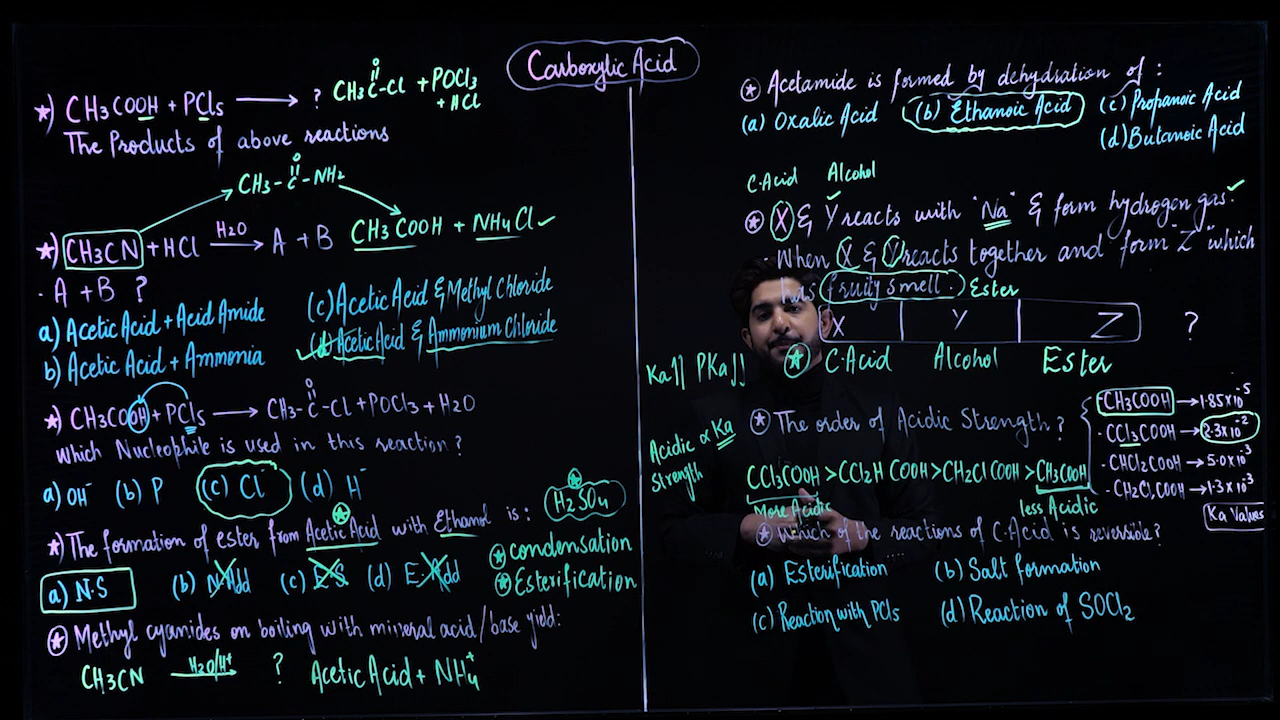 Carboxylic Acid
*) CH3COOH + PCl5 ⟶ ? CH3-C(=O)-Cl + POCl3 + HCl
The Products of above reactions
CH3-C(=O)-NH2
*) CH3CN + HCl —H2O→ A + B CH3COOH + NH4Cl ✓
· A + B ?
a) Acetic Acid + Acid Amide
(c) Acetic Acid & Methyl Chloride
b) Acetic Acid + Ammonia
(d) Acetic Acid & Ammonium Chloride
*) CH3COOH + PCl5 ⟶ CH3-C(=O)-Cl + POCl3 + H2O
Which Nucleophile is used in this reaction?
a) OH⁻ (b) P (c) Cl⁻ (d) H⁻
H2SO4
*) The formation of ester from Acetic Acid with Ethanol is:
a) N.S (b) N.Add (c) E.S (d) E.Add
* condensation
* Esterification
* Methyl cyanides on boiling with mineral acid/base yield:
CH3CN —H2O/H+→ ? Acetic Acid + NH4+
* Acetamide is formed by dehydration of :
(a) Oxalic Acid (b) Ethanoic Acid (c) Propanoic Acid
(d) Butanoic Acid
C.Acid Alcohol
* X & Y reacts with "Na" & form hydrogen gas. ✓
· When X & Y reacts together and form "Z" which
has fruity smell. Ester
X Y Z ?
* C.Acid Alcohol Ester
Ka↑↑ PKa↓↓
Acidic ∝ Ka
strength
* The order of Acidic Strength?
· CH3COOH → 1.85×10⁻⁵
· CCl3COOH → 2.3×10⁻²
· CHCl2COOH → 5.0×10⁻³
· CH2ClCOOH → 1.3×10⁻³
Ka Values
CCl3COOH > CCl2H COOH > CH2Cl COOH > CH3COOH
More Acidic less Acidic
* Which of the reactions of C.Acid is reversible?
(a) Esterification (b) Salt formation
(c) Reaction with PCl5 (d) Reaction of SOCl2